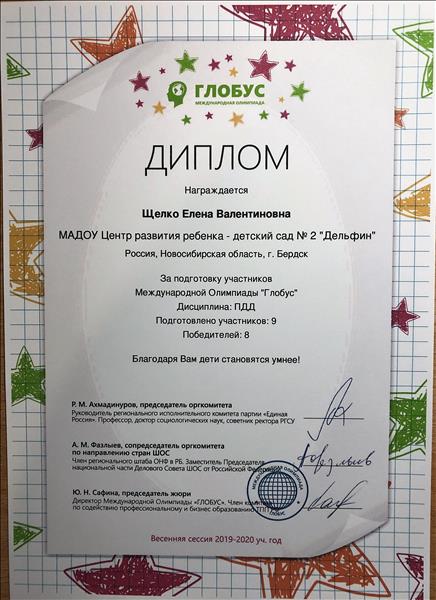 ГЛОБУС
МЕЖДУНАРОДНАЯ ОЛИМПИАДА
ДИПЛОМ
Награждается
Щелко Елена Валентиновна
МАДОУ Центр развития ребенка - детский сад № 2 "Дельфин"
Россия, Новосибирская область, г. Бердск
За подготовку участников
Международной Олимпиады "Глобус"
Дисциплина: ПДД
Подготовлено участников: 9
Победителей: 8
Благодаря Вам дети становятся умнее!
Р. М. Ахмадинуров, председатель оргкомитета
Руководитель регионального исполнительного комитета партии «Единая
Россия». Профессор, доктор социологических наук, советник ректора РГСУ
А. М. Фазлыев, сопредседатель оргкомитета
по направлению стран ШОС
Член регионального штаба ОНФ в РБ. Заместитель Председателя
национальной части Делового Совета ШОС от Российской
Ю. Н. Сафина, председатель жюри
Директор Международной Олимпиады «ГЛОБУС». Член
по содействию профессиональному и бизнес образованию ТПП
МЕЖДУНАРОДНАЯ ОЛИМПИАДА
ГЛОБУС
Весенняя сессия 2019-2020 уч. год